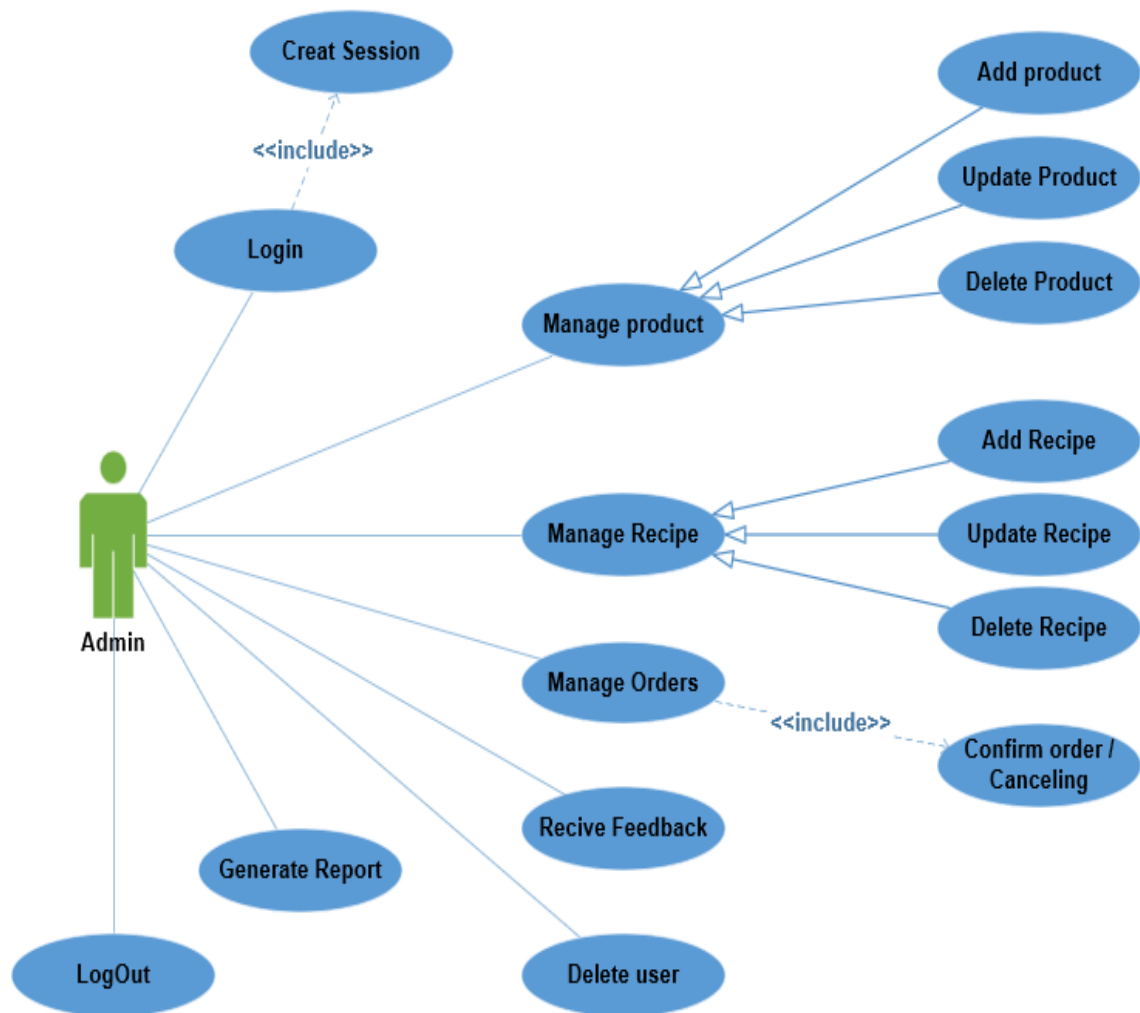 Creat Session
Add product
<<include>>
Update Product
Login
Delete Product
Manage product
Add Recipe
Manage Recipe
Update Recipe
Delete Recipe
Admin
Manage Orders
<<include>>
Confirm order /
Canceling
Recive Feedback
Generate Report
LogOut
Delete user